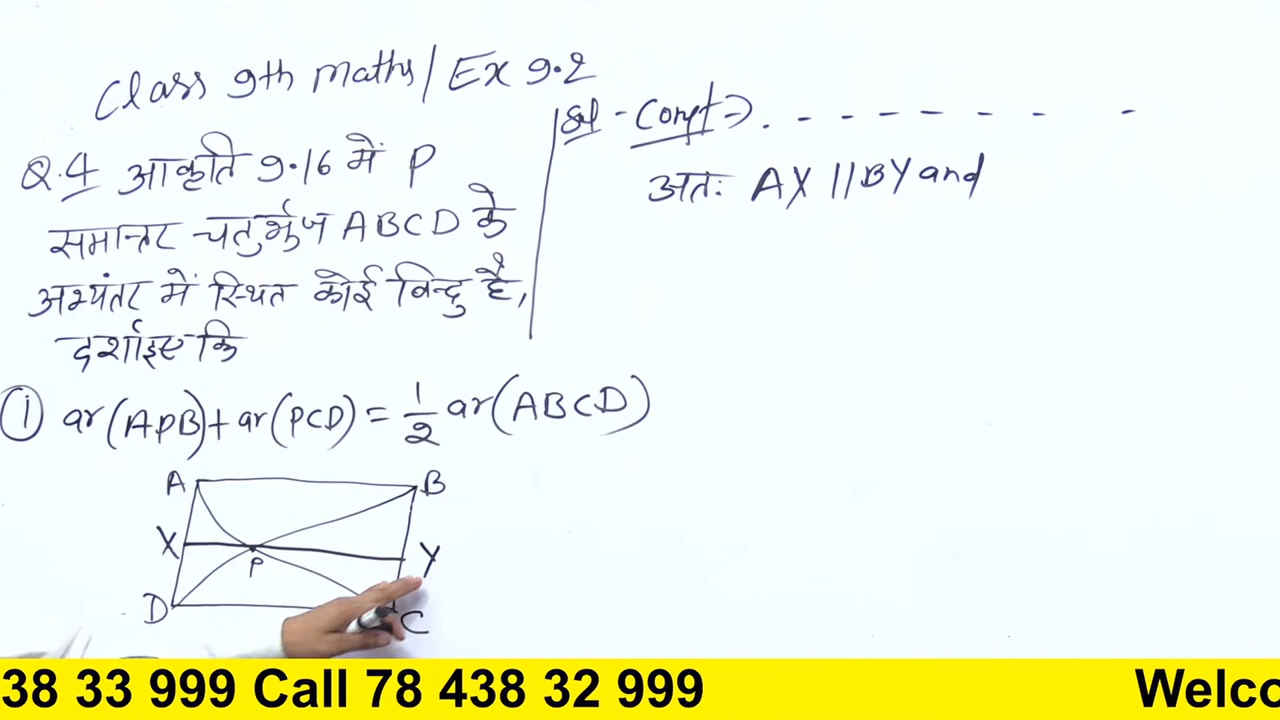 Class 9th maths / Ex 9.2
Q.4 आकृति 9.16 में P
समान्तर चतुर्भुज ABCD के
अभ्यंतर में स्थित कोई बिन्दु है,
दर्शाइए कि
① ar(APB)+ar(PCD)=1/2 ar(ABCD)
A B
X Y
P
D C
Sol - Const ⇒ . - - - - - - -
अतः AX || BY and
38 33 999 Call 78 438 32 999 Welco